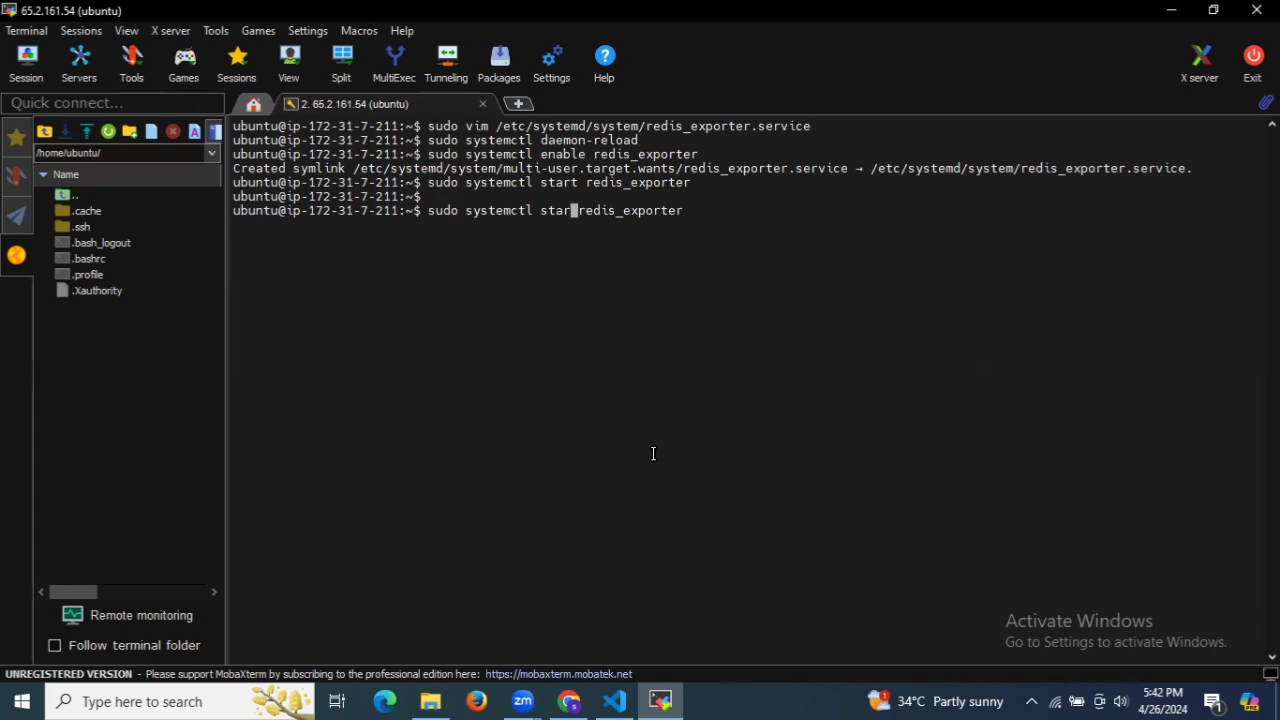 65.2.161.54 (ubuntu)
Terminal Sessions View X server Tools Games Settings Macros Help
Session Servers Tools Games Sessions View Split MultiExec Tunneling Packages Settings Help X server Exit
Quick connect...
2. 65.2.161.54 (ubuntu)
/home/ubuntu/
Name
..
.cache
.ssh
.bash_logout
.bashrc
.profile
.Xauthority
Remote monitoring
Follow terminal folder
ubuntu@ip-172-31-7-211:~$ sudo vim /etc/systemd/system/redis_exporter.service
ubuntu@ip-172-31-7-211:~$ sudo systemctl daemon-reload
ubuntu@ip-172-31-7-211:~$ sudo systemctl enable redis_exporter
Created symlink /etc/systemd/system/multi-user.target.wants/redis_exporter.service → /etc/systemd/system/redis_exporter.service.
ubuntu@ip-172-31-7-211:~$ sudo systemctl start redis_exporter
ubuntu@ip-172-31-7-211:~$
ubuntu@ip-172-31-7-211:~$ sudo systemctl star redis_exporter
Activate Windows
Go to Settings to activate Windows.
UNREGISTERED VERSION - Please support MobaXterm by subscribing to the professional edition here: https://mobaxterm.mobatek.net
Type here to search
zm
34°C Partly sunny
5:42 PM
4/26/2024
1
PRE